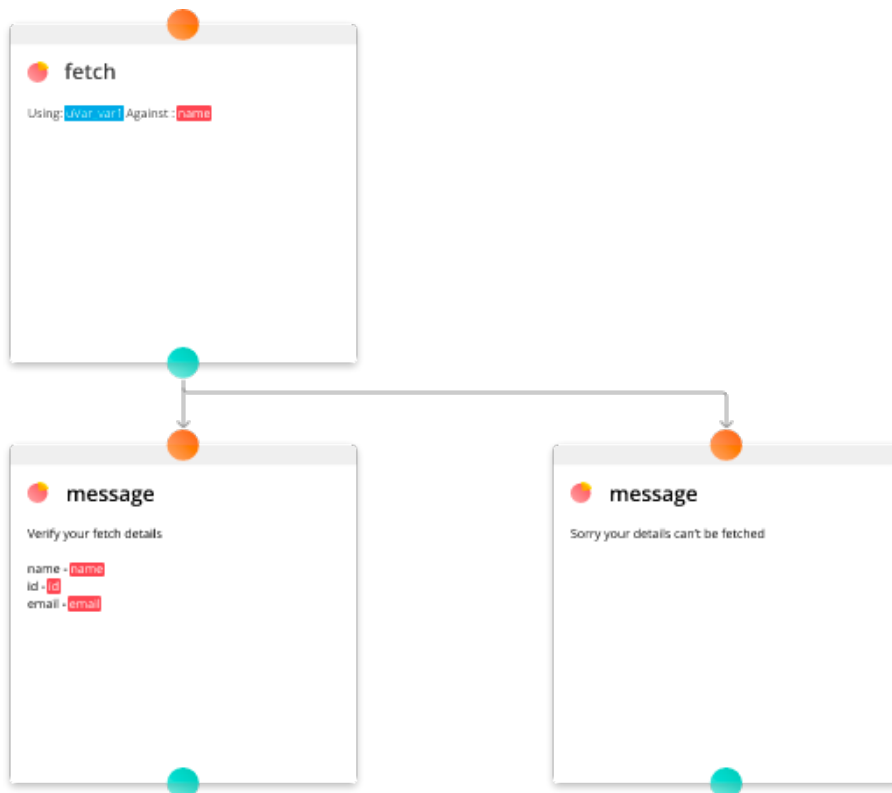 fetch
Using: uVar_var1 Against : name
message
Verify your fetch details
name - name
id - id
email - email
message
Sorry your details can't be fetched